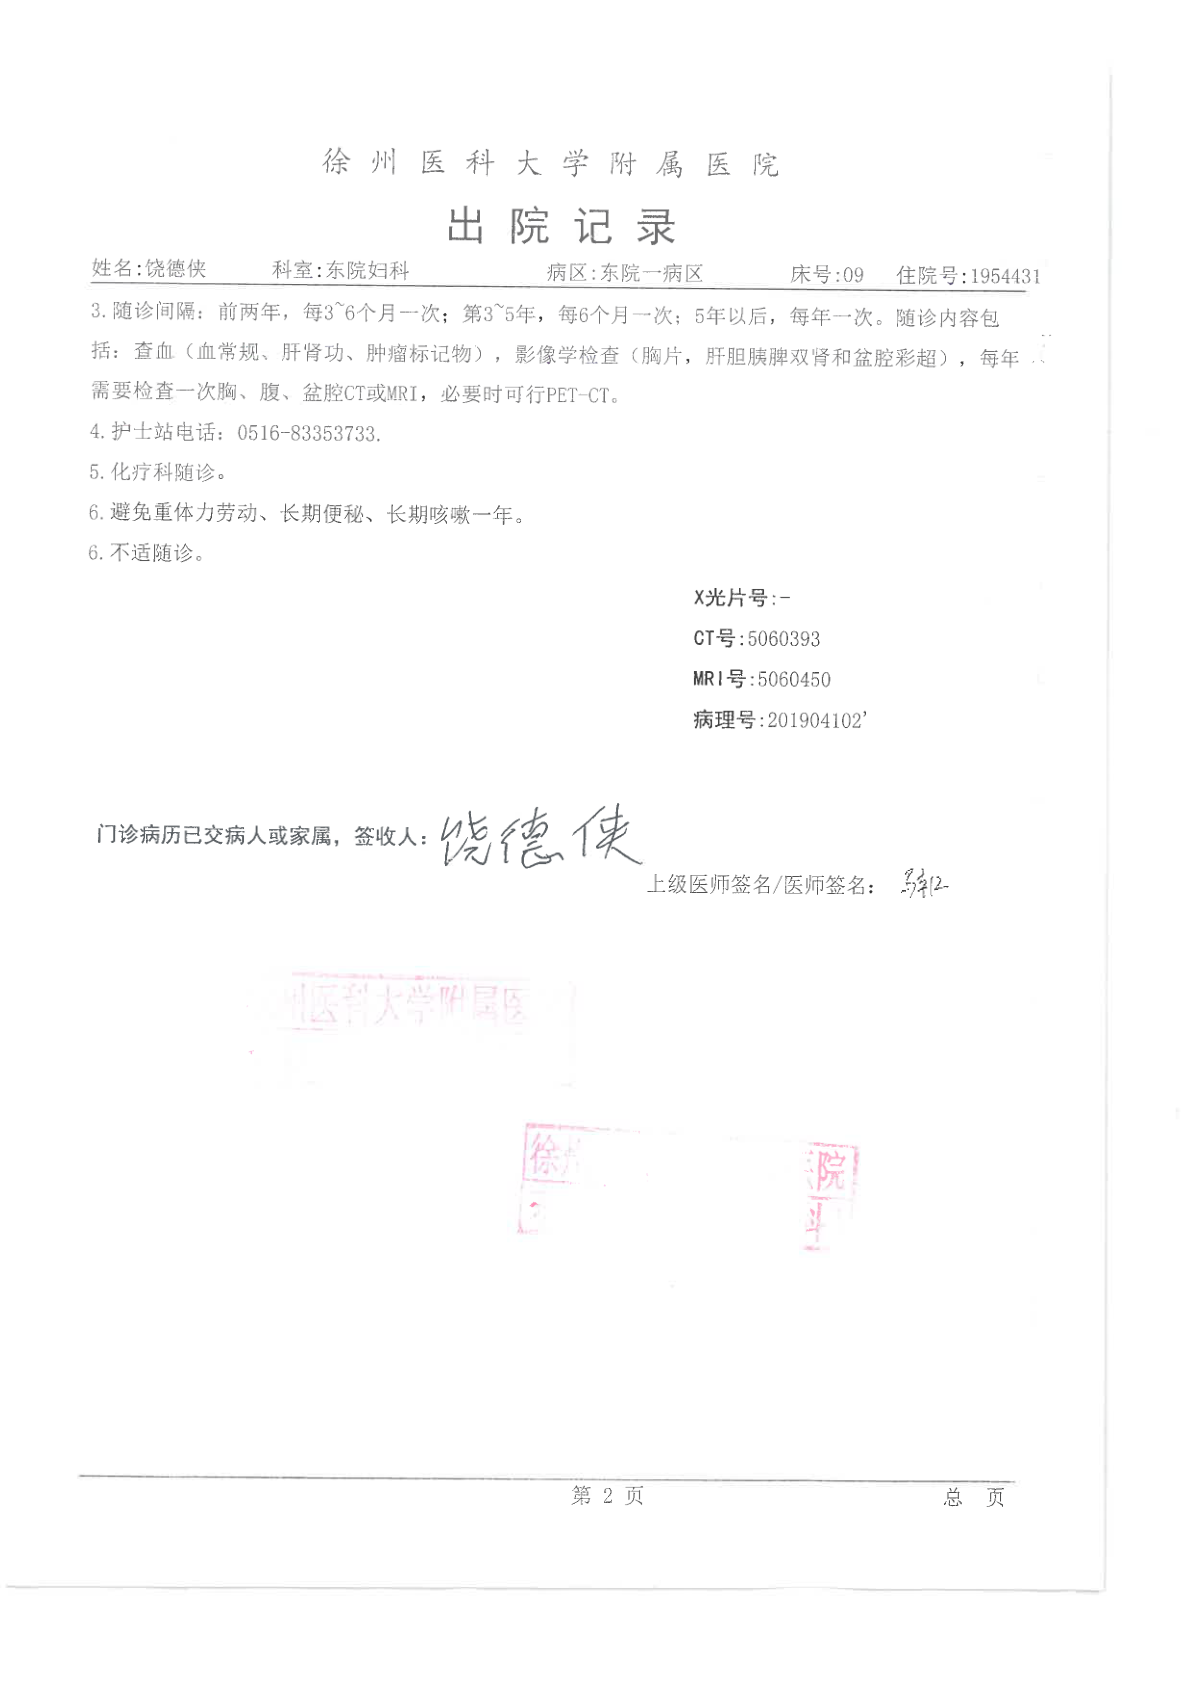 徐州医科大学附属医院
出院记录
姓名:饶德侠 科室:东院妇科 病区:东院一病区 床号:09 住院号:1954431
3.随诊间隔：前两年，每3~6个月一次；第3~5年，每6个月一次；5年以后，每年一次。随诊内容包
括：查血（血常规、肝肾功、肿瘤标记物），影像学检查（胸片，肝胆胰脾双肾和盆腔彩超），每年
需要检查一次胸、腹、盆腔CT或MRI，必要时可行PET-CT。
4.护士站电话：0516-83353733.
5.化疗科随诊。
6.避免重体力劳动、长期便秘、长期咳嗽一年。
6.不适随诊。
X光片号:-
CT号:5060393
MRI号:5060450
病理号:201904102'
门诊病历已交病人或家属，签收人：饶德侠
上级医师签名/医师签名：
州医科大学附属医
徐州 院
科
第 2 页 总 页